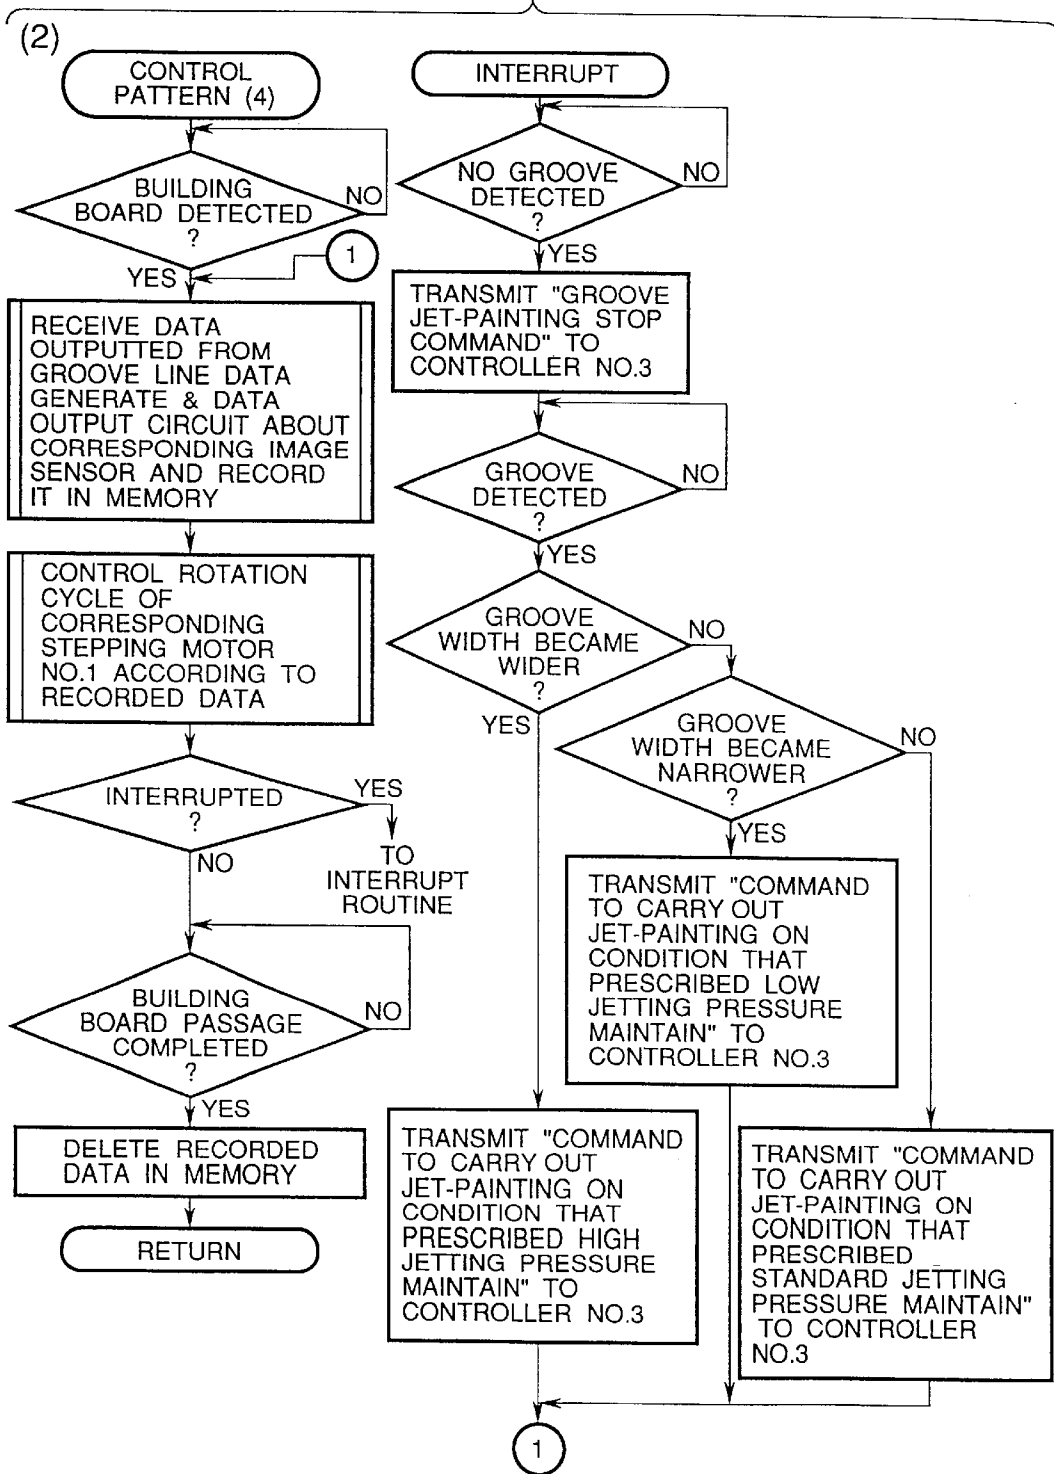 (2)
CONTROL
PATTERN (4)
BUILDING
BOARD DETECTED
?
NO
YES
1
RECEIVE DATA
OUTPUTTED FROM
GROOVE LINE DATA
GENERATE & DATA
OUTPUT CIRCUIT ABOUT
CORRESPONDING IMAGE
SENSOR AND RECORD
IT IN MEMORY
CONTROL ROTATION
CYCLE OF
CORRESPONDING
STEPPING MOTOR
NO.1 ACCORDING TO
RECORDED DATA
INTERRUPTED
?
YES
TO
INTERRUPT
ROUTINE
NO
BUILDING
BOARD PASSAGE
COMPLETED
?
NO
YES
DELETE RECORDED
DATA IN MEMORY
RETURN
INTERRUPT
NO GROOVE
DETECTED
?
NO
YES
TRANSMIT "GROOVE
JET-PAINTING STOP
COMMAND" TO
CONTROLLER NO.3
GROOVE
DETECTED
?
NO
YES
GROOVE
WIDTH BECAME
WIDER
?
NO
YES
GROOVE
WIDTH BECAME
NARROWER
?
NO
YES
TRANSMIT "COMMAND
TO CARRY OUT
JET-PAINTING ON
CONDITION THAT
PRESCRIBED LOW
JETTING PRESSURE
MAINTAIN" TO
CONTROLLER NO.3
TRANSMIT "COMMAND
TO CARRY OUT
JET-PAINTING ON
CONDITION THAT
PRESCRIBED HIGH
JETTING PRESSURE
MAINTAIN" TO
CONTROLLER NO.3
TRANSMIT "COMMAND
TO CARRY OUT
JET-PAINTING ON
CONDITION THAT
PRESCRIBED
STANDARD JETTING
PRESSURE MAINTAIN"
TO CONTROLLER
NO.3
1